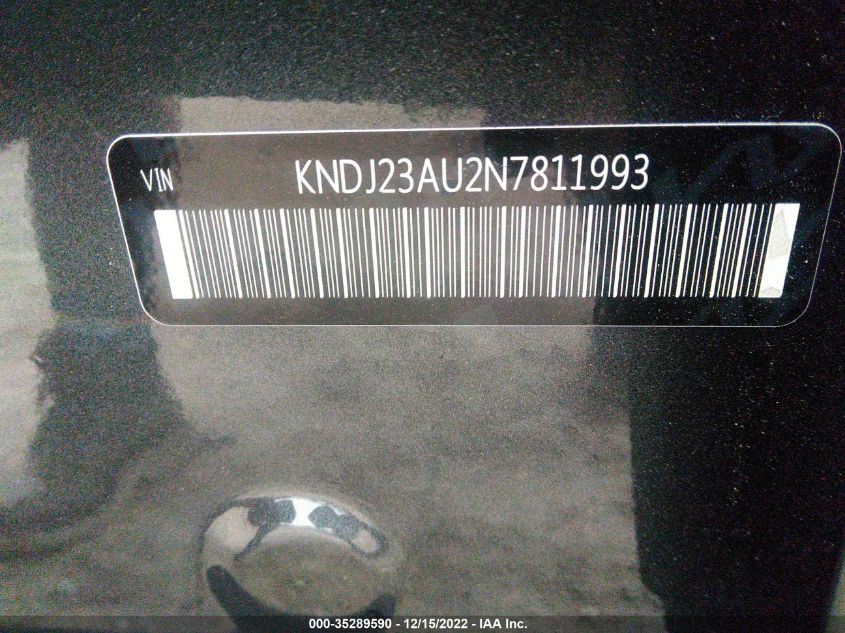 VIN KNDJ23AU2N7811993
000-35289590 - 12/15/2022 - IAA Inc.